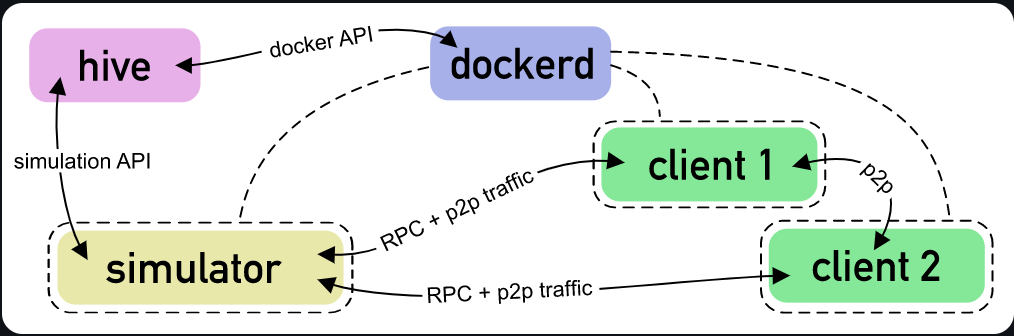 hive
docker API
dockerd
simulation API
client 1
RPC + p2p traffic
p2p
simulator
client 2
RPC + p2p traffic